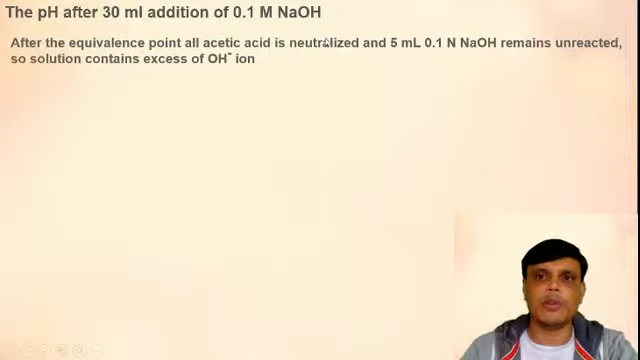 The pH after 30 ml addition of 0.1 M NaOH
After the equivalence point all acetic acid is neutralized and 5 mL 0.1 N NaOH remains unreacted,
so solution contains excess of OH⁻ ion